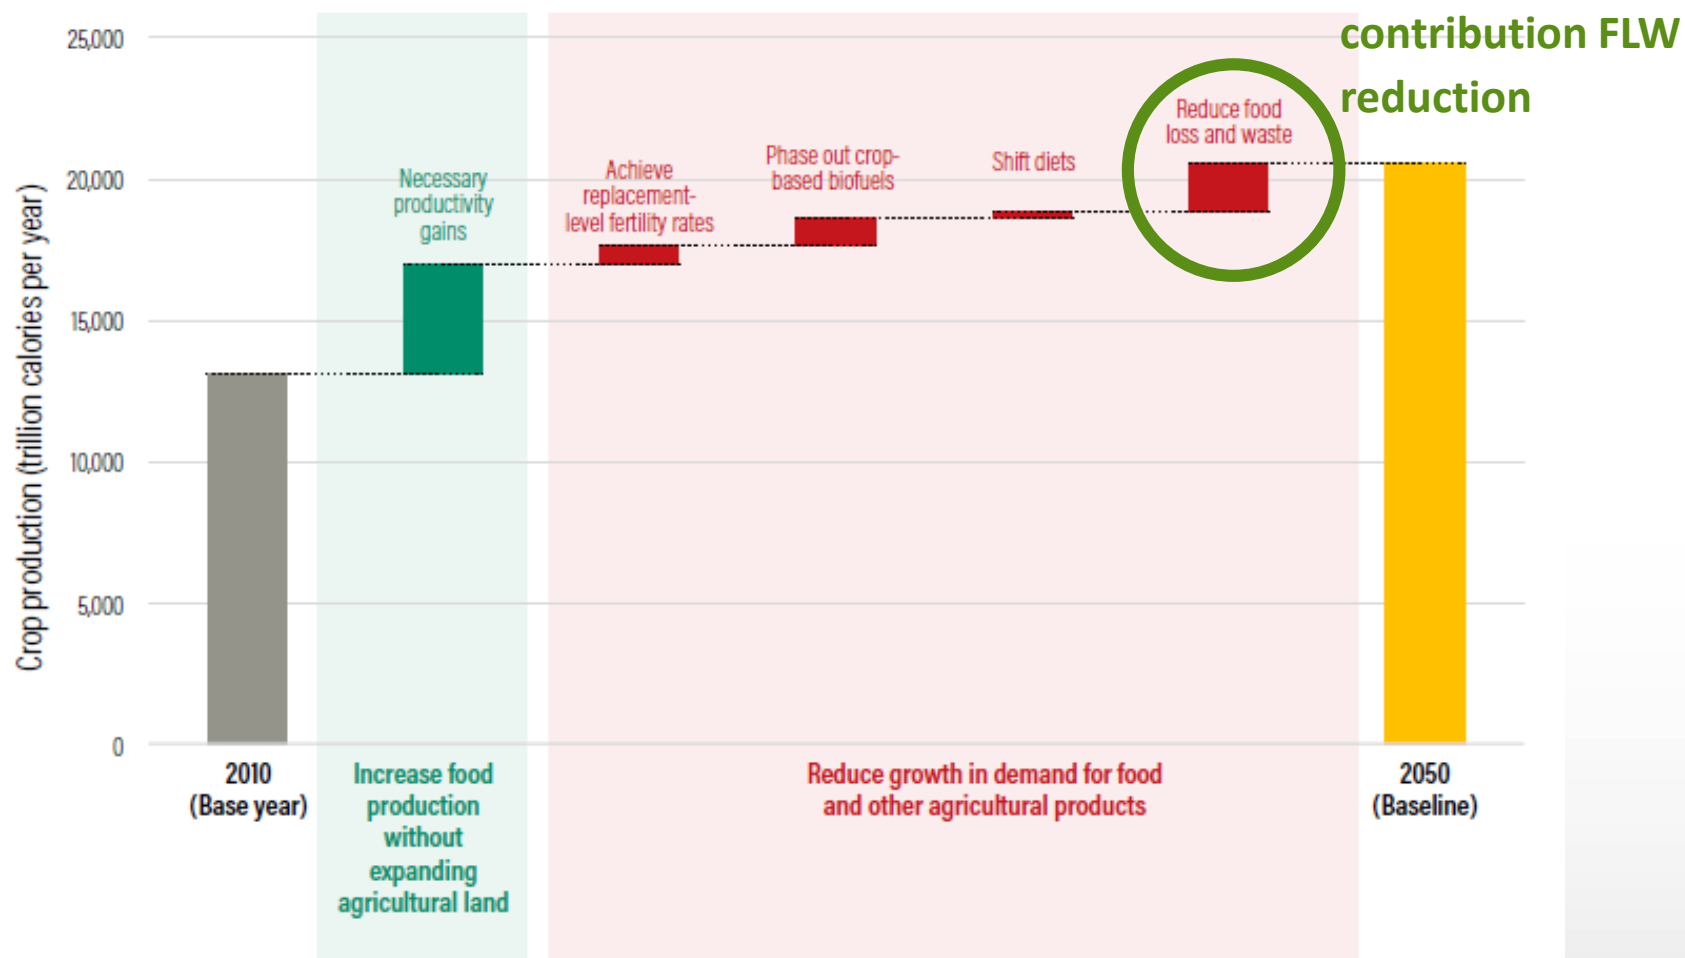 contribution FLW
reduction
Crop production (trillion calories per year)
25,000
20,000
15,000
10,000
5,000
0
Necessary
productivity
gains
Achieve
replacement-
level fertility rates
Phase out crop-
based biofuels
Shift diets
Reduce food
loss and waste
2010
(Base year)
Increase food
production
without
expanding
agricultural land
Reduce growth in demand for food
and other agricultural products
2050
(Baseline)